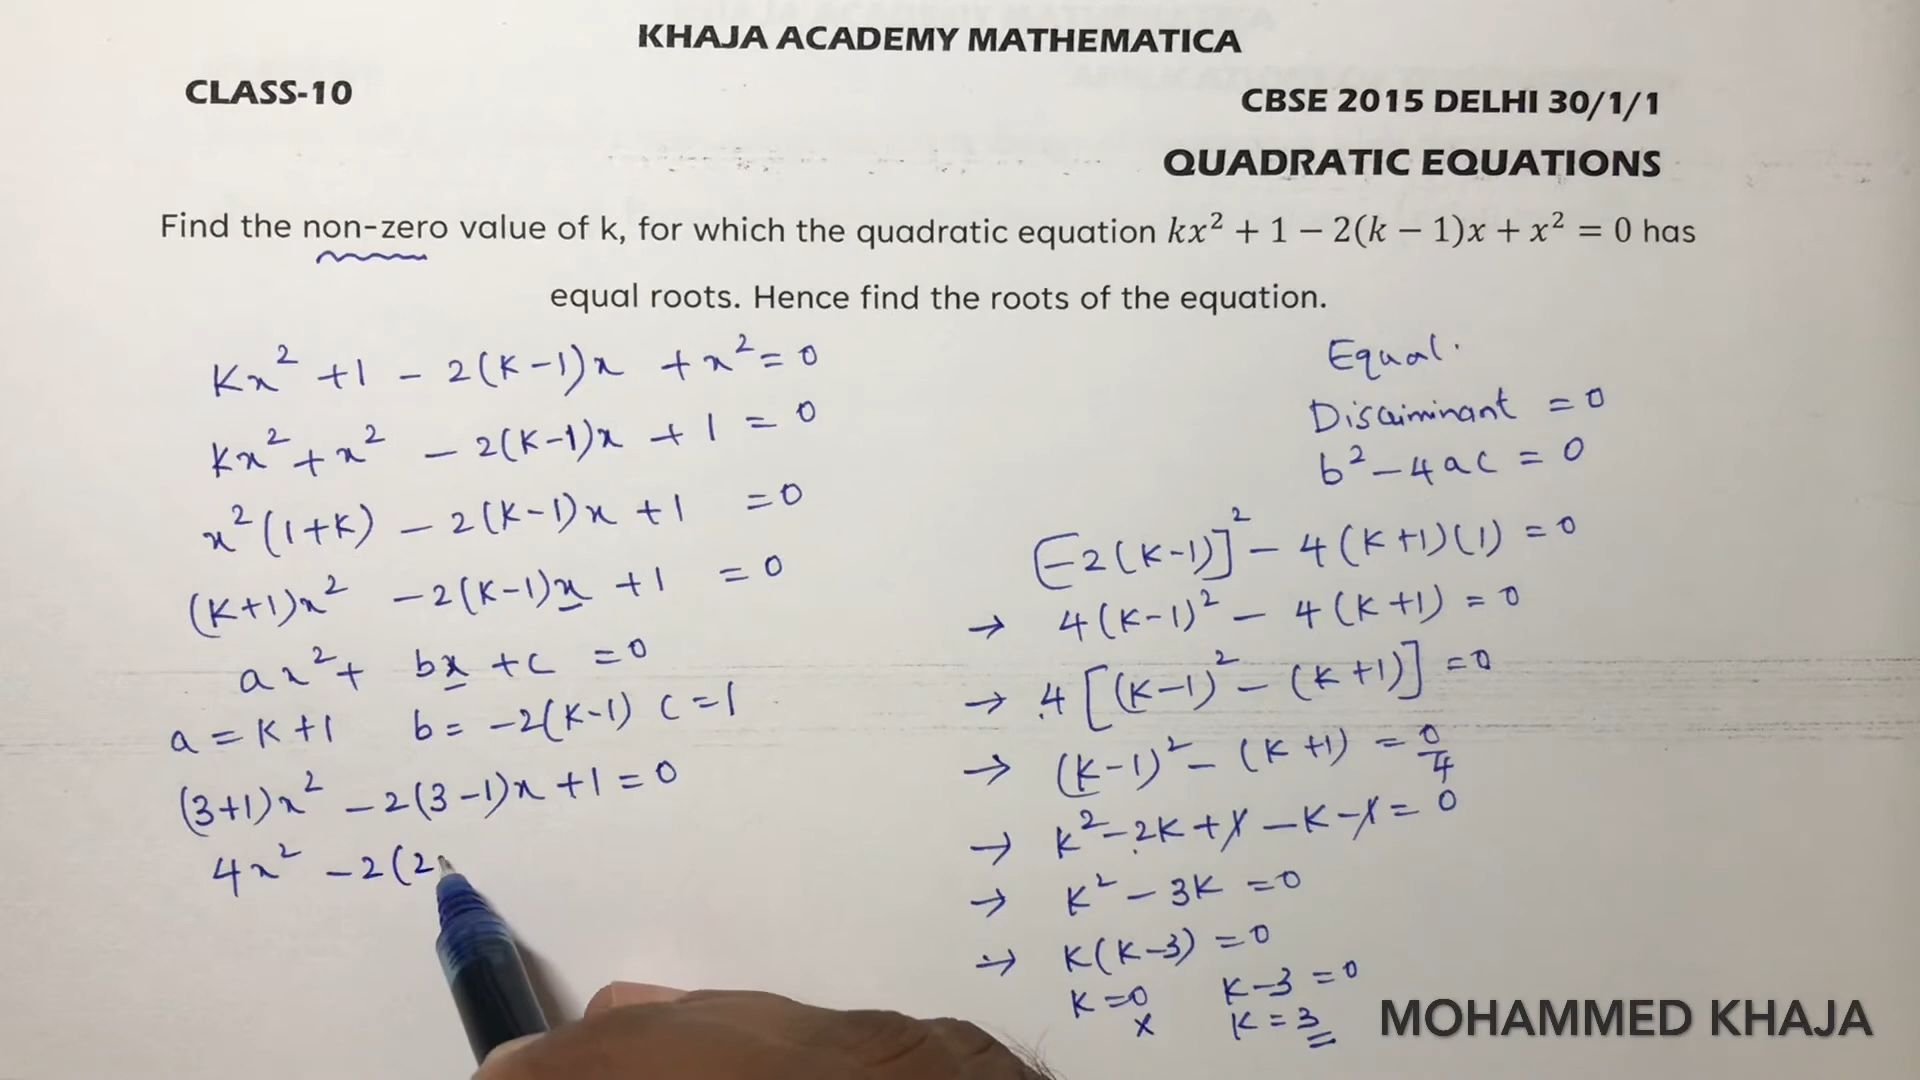 KHAJA ACADEMY MATHEMATICA
CLASS-10
CBSE 2015 DELHI 30/1/1
QUADRATIC EQUATIONS
Find the non-zero value of k, for which the quadratic equation kx² + 1 − 2(k − 1)x + x² = 0 has
equal roots. Hence find the roots of the equation.
Kx² + 1 − 2(K−1)x + x² = 0
Kx² + x² − 2(K−1)x + 1 = 0
x²(1+K) − 2(K−1)x + 1 = 0
(K+1)x² − 2(K−1)x + 1 = 0
ax² + bx + c = 0
a = K+1 b = −2(K−1) c = 1
(3+1)x² − 2(3−1)x + 1 = 0
4x² − 2(2
Equal.
Discriminant = 0
b² − 4ac = 0
[−2(K−1)]² − 4(K+1)(1) = 0
→ 4(K−1)² − 4(K+1) = 0
→ 4[(K−1)² − (K+1)] = 0
→ (K−1)² − (K+1) = 0/4
→ K² − 2K + 1 − K − 1 = 0
→ K² − 3K = 0
→ K(K−3) = 0
K = 0 K−3 = 0
x K = 3
MOHAMMED KHAJA